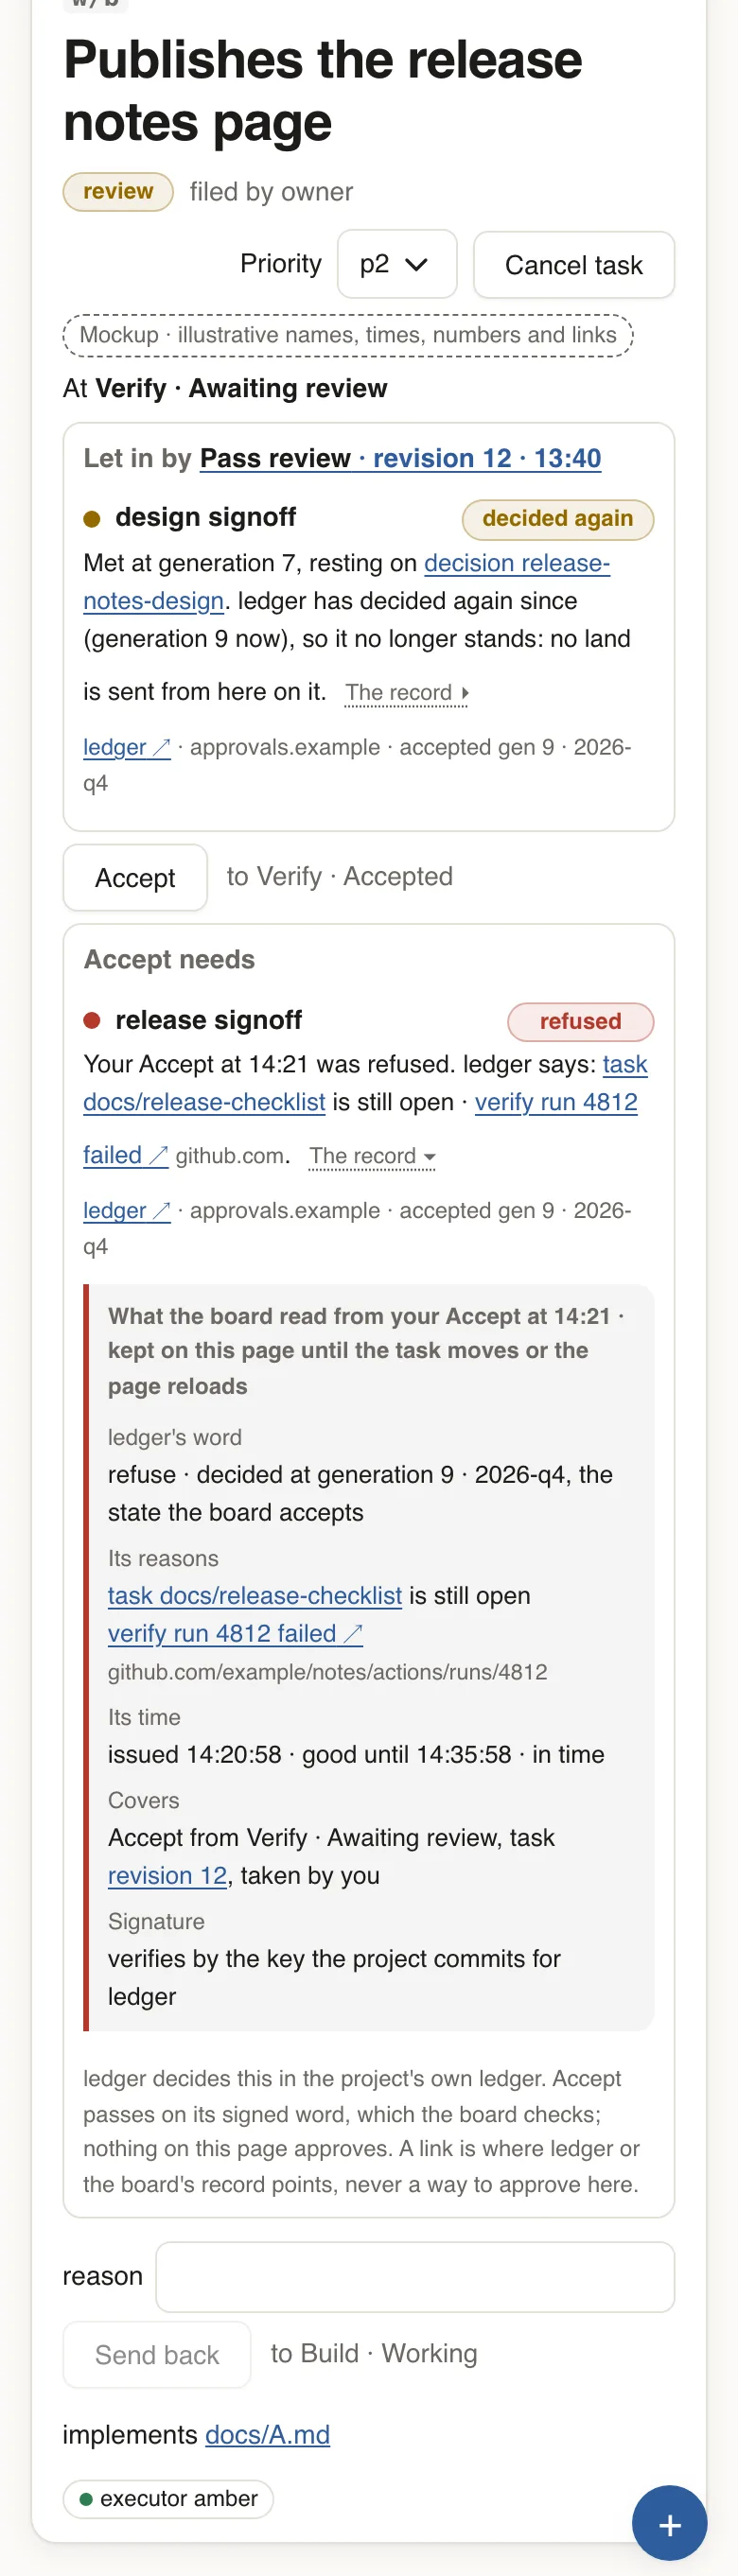 Publishes the release
notes page
review filed by owner
Priority p2 Cancel task
Mockup · illustrative names, times, numbers and links
At Verify · Awaiting review
Let in by Pass review · revision 12 · 13:40
design signoff decided again
Met at generation 7, resting on decision release-
notes-design. ledger has decided again since
(generation 9 now), so it no longer stands: no land
is sent from here on it. The record
ledger ↗ · approvals.example · accepted gen 9 · 2026-
q4
Accept to Verify · Accepted
Accept needs
release signoff refused
Your Accept at 14:21 was refused. ledger says: task
docs/release-checklist is still open · verify run 4812
failed ↗ github.com. The record
ledger ↗ · approvals.example · accepted gen 9 · 2026-
q4
What the board read from your Accept at 14:21 ·
kept on this page until the task moves or the
page reloads
ledger's word
refuse · decided at generation 9 · 2026-q4, the
state the board accepts
Its reasons
task docs/release-checklist is still open
verify run 4812 failed ↗
github.com/example/notes/actions/runs/4812
Its time
issued 14:20:58 · good until 14:35:58 · in time
Covers
Accept from Verify · Awaiting review, task
revision 12, taken by you
Signature
verifies by the key the project commits for
ledger
ledger decides this in the project's own ledger. Accept
passes on its signed word, which the board checks;
nothing on this page approves. A link is where ledger or
the board's record points, never a way to approve here.
reason
Send back to Build · Working
implements docs/A.md
executor amber
+